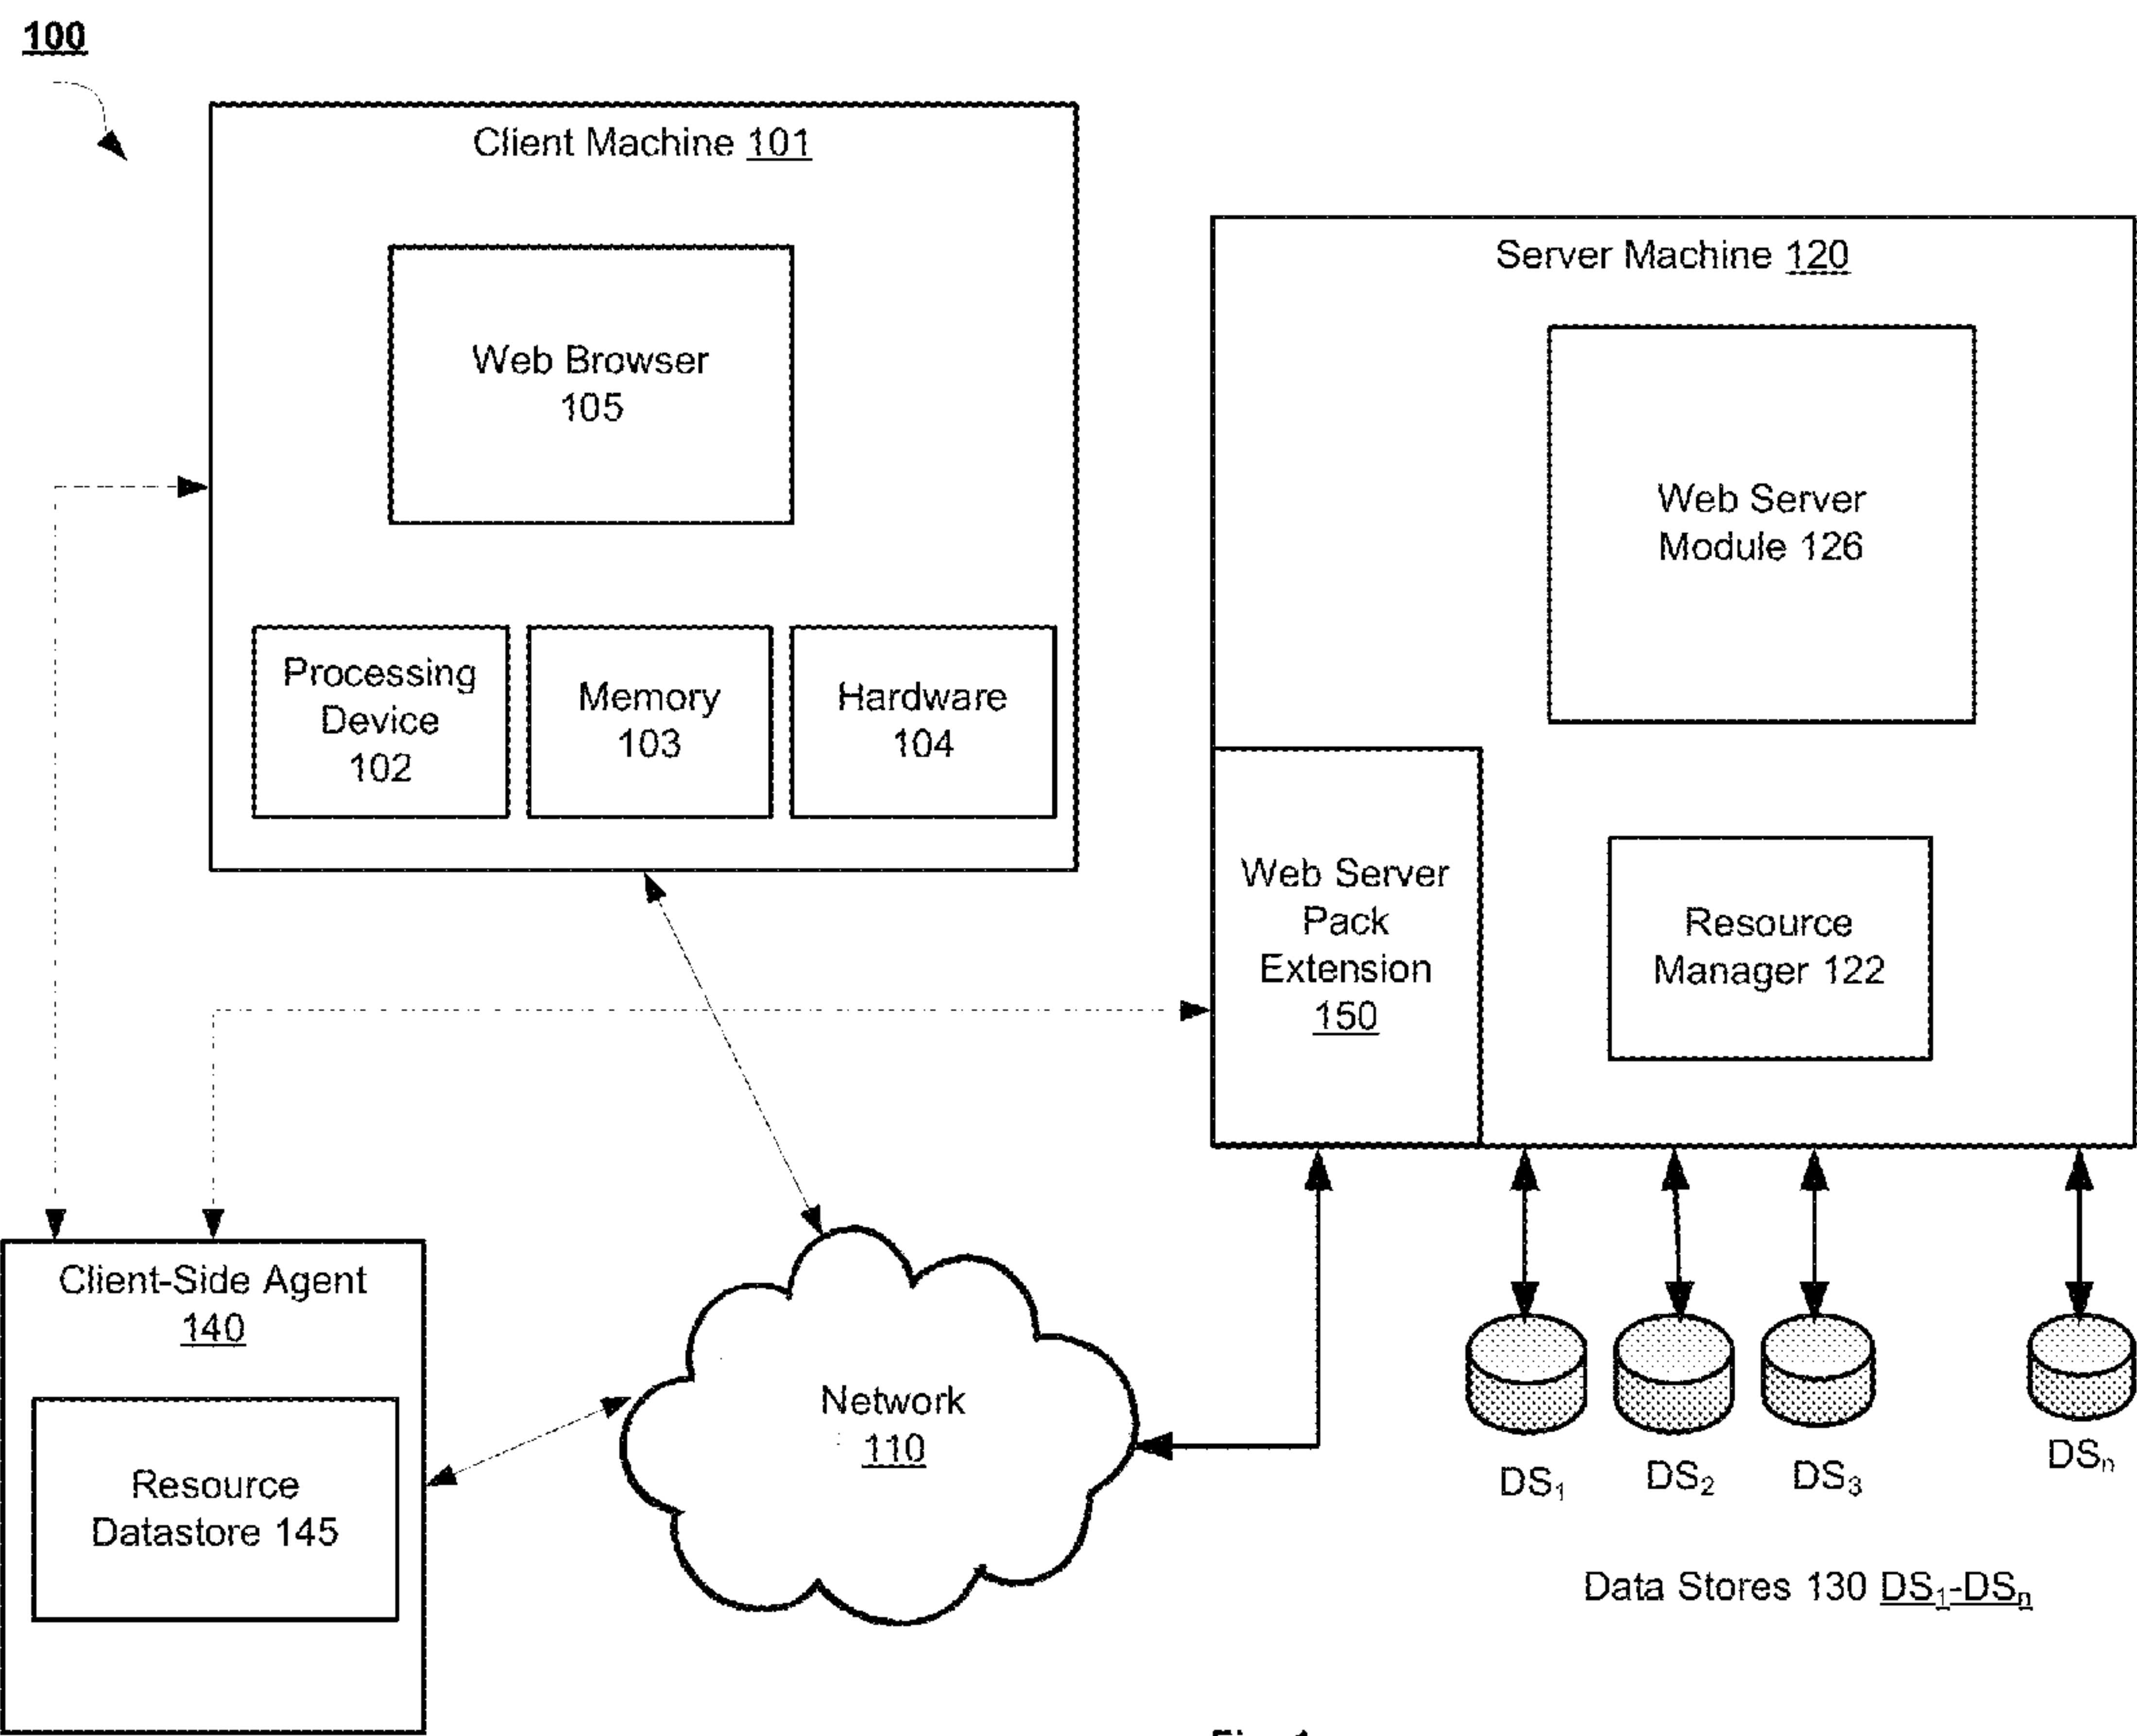 100
Client Machine 101
Web Browser
105
Processing
Device
102
Memory
103
Hardware
104
Server Machine 120
Web Server
Module 126
Web Server
Pack
Extension
150
Resource
Manager 122
Client-Side Agent
140
Resource
Datastore 145
Network
110
DS₁
DS₂
DS₃
DSₙ
Data Stores 130 DS₁-DSₙ